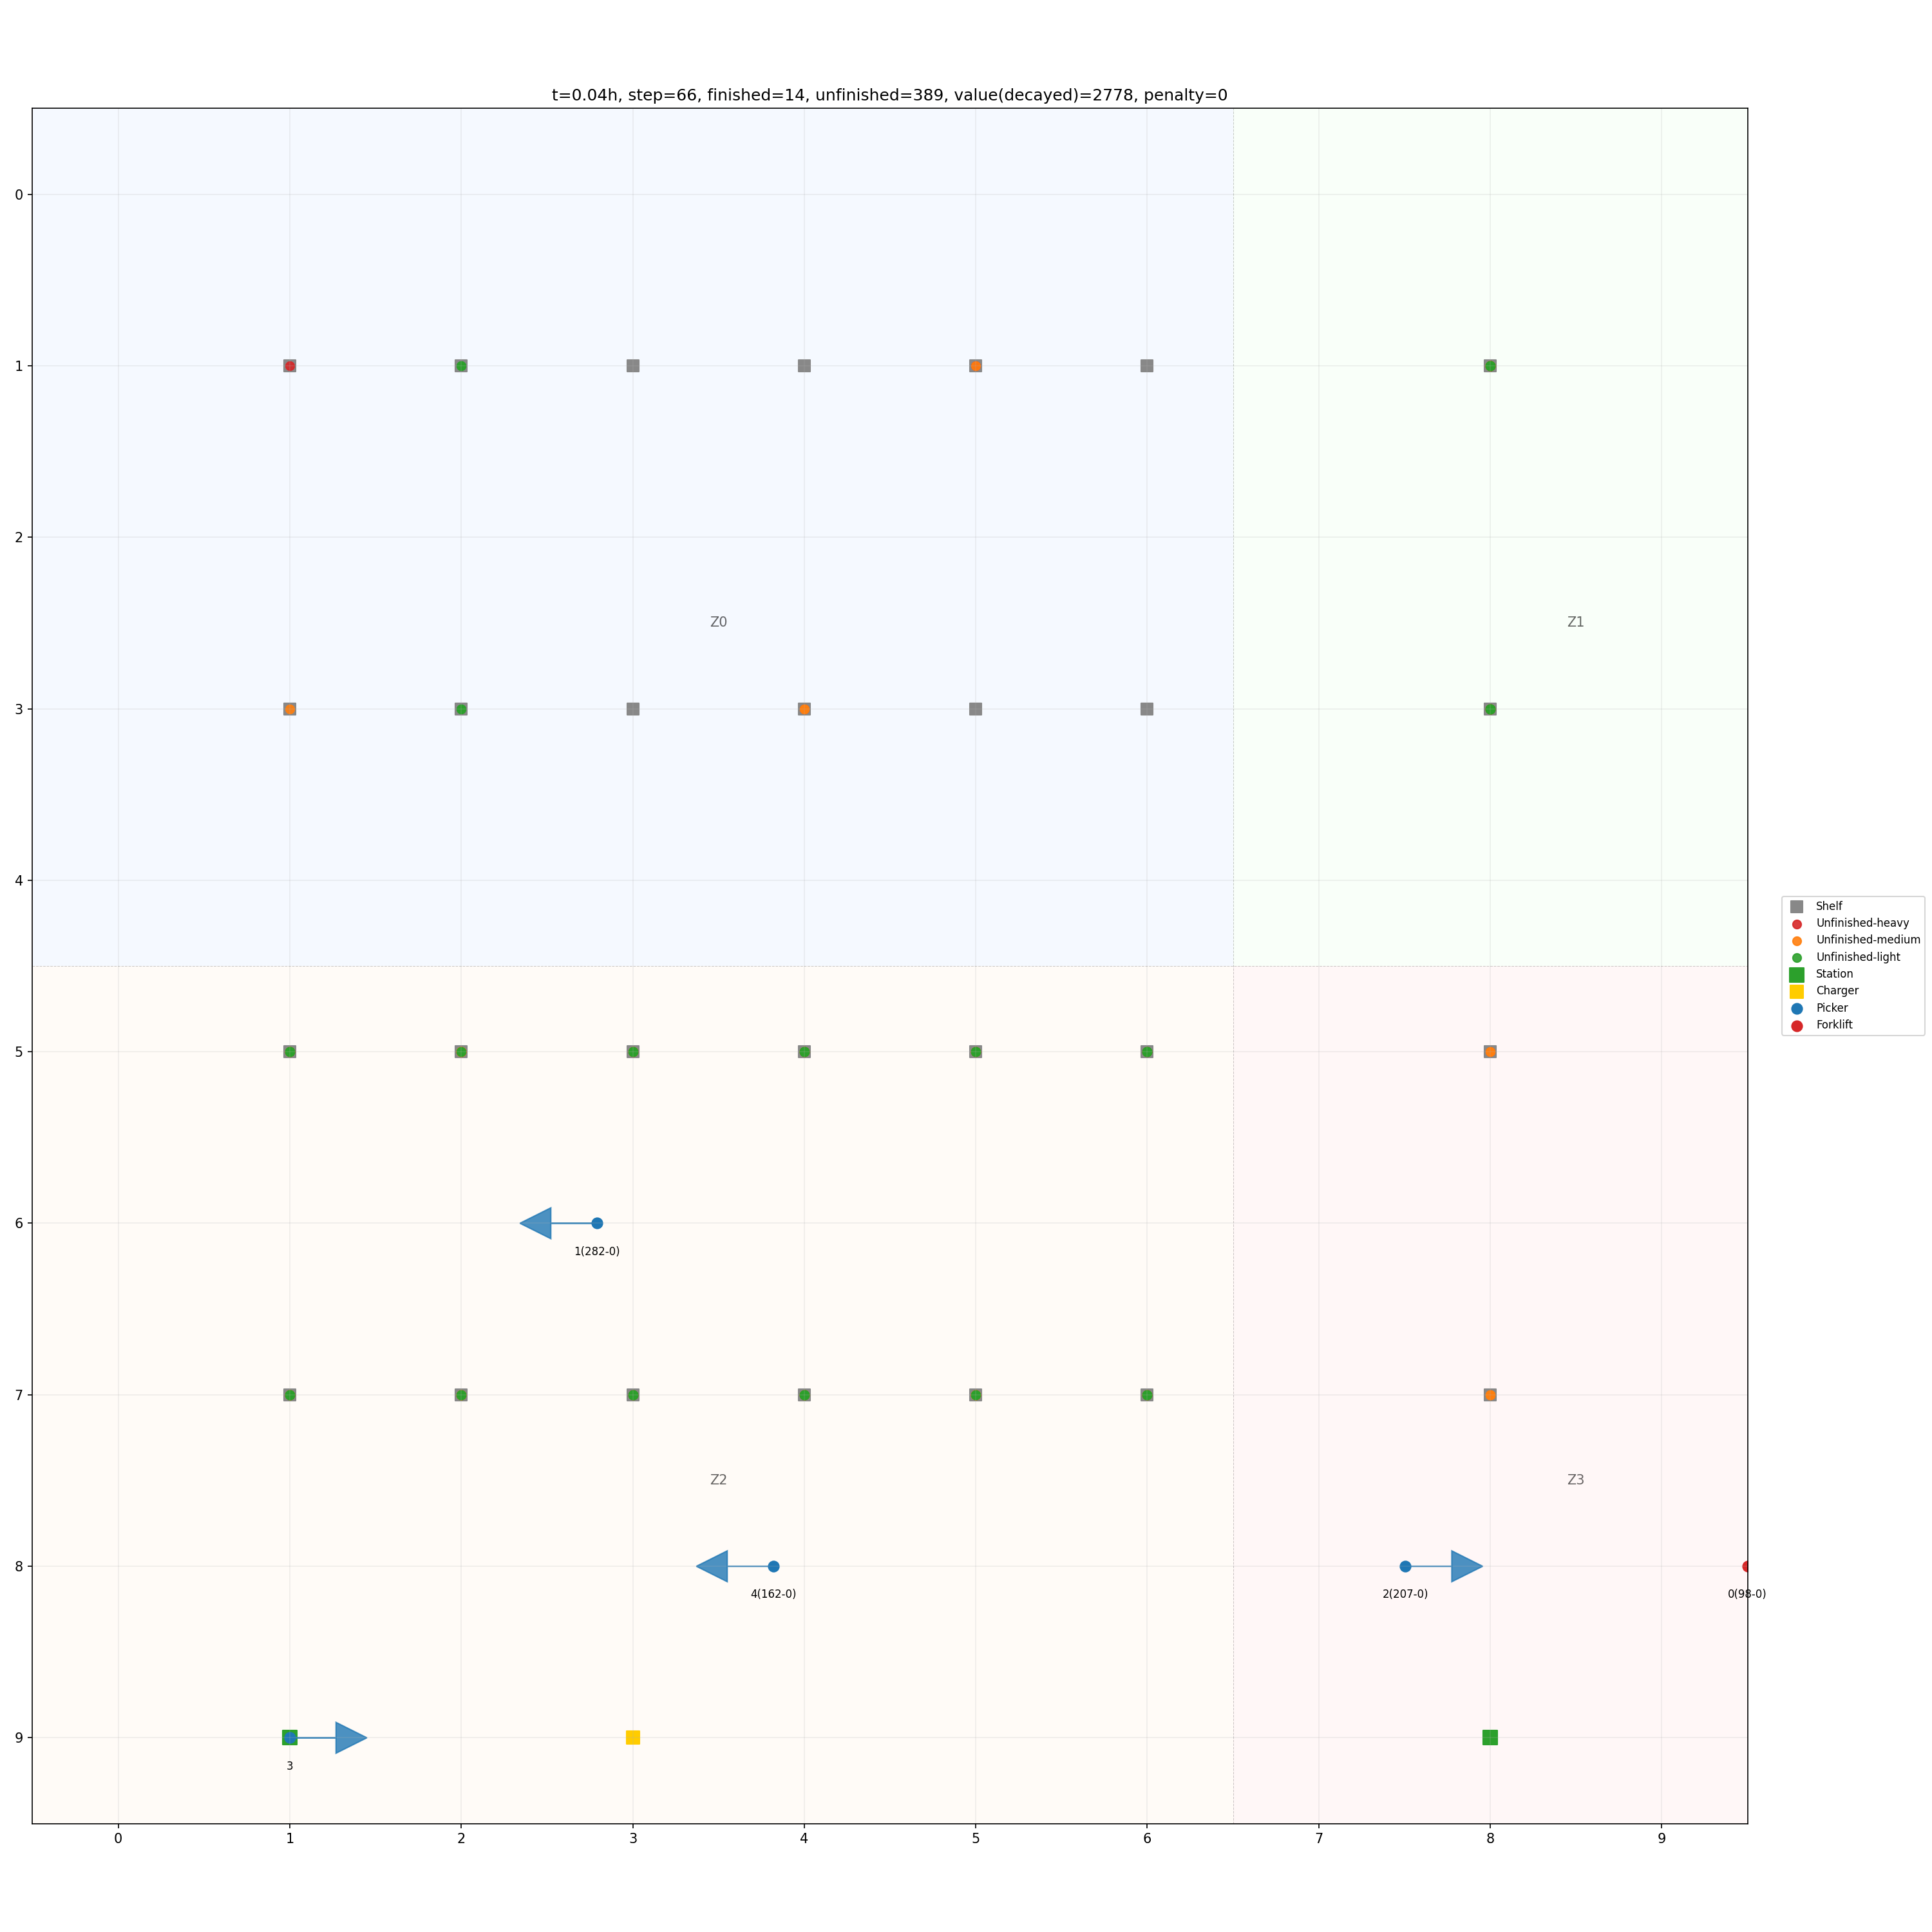 t=0.04h, step=66, finished=14, unfinished=389, value(decayed)=2778, penalty=0
0
1
2
Z0
Z1
3
4
Shelf
Unfinished-heavy
Unfinished-medium
Unfinished-light
Station
Charger
Picker
Forklift
5
6
1(282-0)
7
Z2
Z3
8
4(162-0)
2(207-0)
0(98-0)
9
3
0 1 2 3 4 5 6 7 8 9